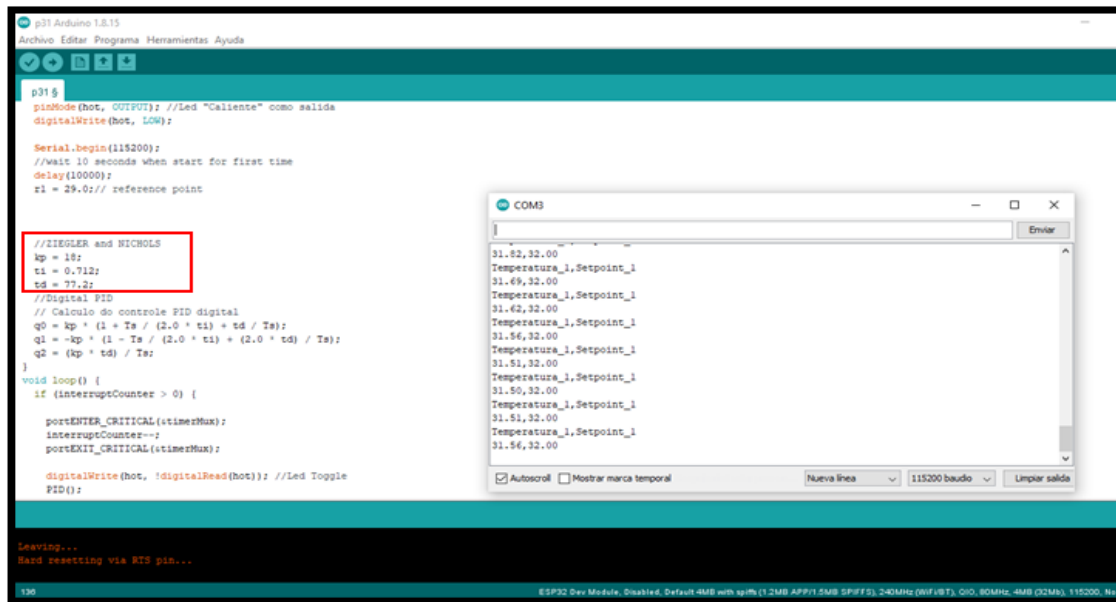 p31 Arduino 1.8.15
Archivo Editar Programa Herramientas Ayuda
p31 §
pinMode(hot, OUTPUT); //Led "Caliente" como salida
digitalWrite(hot, LOW);
Serial.begin(115200);
//wait 10 seconds when start for first time
delay(10000);
r1 = 29.0;// reference point
//ZIEGLER and NICHOLS
kp = 18;
ti = 0.712;
td = 77.2;
//Digital PID
// Calculo do controle PID digital
q0 = kp * (1 + Ts / (2.0 * ti) + td / Ts);
q1 = -kp * (1 - Ts / (2.0 * ti) + (2.0 * td) / Ts);
q2 = (kp * td) / Ts;
}
void loop() {
if (interruptCounter > 0) {
portENTER_CRITICAL(&timerMux);
interruptCounter--;
portEXIT_CRITICAL(&timerMux);
digitalWrite(hot, !digitalRead(hot)); //Led Toggle
PID();
COM3
Enviar
31.82,32.00
Temperatura_1,Setpoint_1
31.69,32.00
Temperatura_1,Setpoint_1
31.62,32.00
Temperatura_1,Setpoint_1
31.56,32.00
Temperatura_1,Setpoint_1
31.51,32.00
Temperatura_1,Setpoint_1
31.50,32.00
Temperatura_1,Setpoint_1
31.51,32.00
Temperatura_1,Setpoint_1
31.56,32.00
Autoscroll Mostrar marca temporal Nueva línea 115200 baudio Limpiar salida
Leaving...
Hard resetting via RTS pin...
136 ESP32 Dev Module, Disabled, Default 4MB with spiffs (1.2MB APP/1.5MB SPIFFS), 240MHz (WiFi/BT), QIO, 80MHz, 4MB (32Mb), 115200,